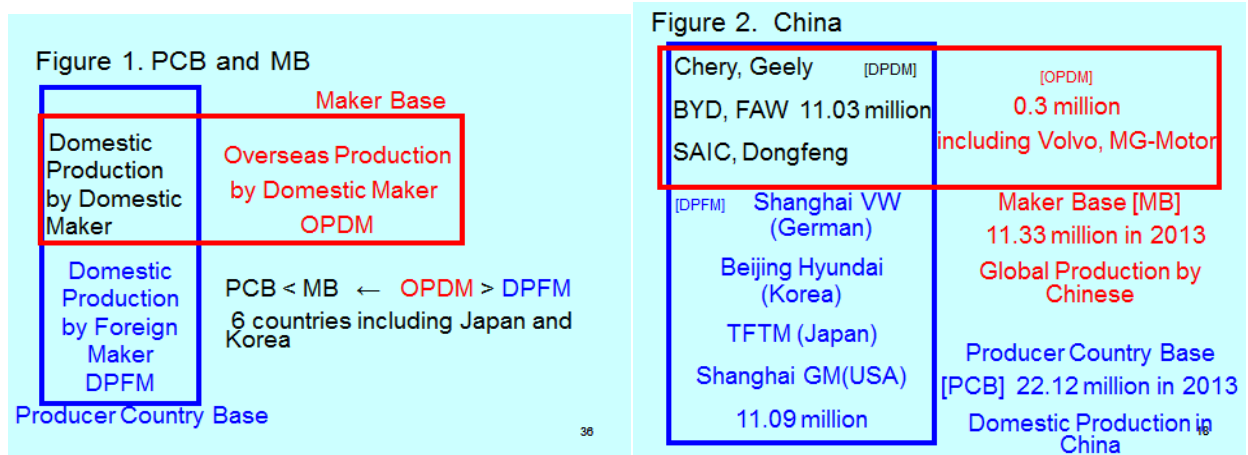 Figure 1. PCB and MB
Maker Base
Domestic
Production
by Domestic
Maker
Overseas Production
by Domestic Maker
OPDM
Domestic
Production
by Foreign
Maker
DPFM
PCB < MB ← OPDM > DPFM
6 countries including Japan and
Korea
Producer Country Base
36
Figure 2. China
Chery, Geely [DPDM]
BYD, FAW 11.03 million
SAIC, Dongfeng
[OPDM]
0.3 million
including Volvo, MG-Motor
[DPFM] Shanghai VW
(German)
Beijing Hyundai
(Korea)
TFTM (Japan)
Shanghai GM(USA)
11.09 million
Maker Base [MB]
11.33 million in 2013
Global Production by
Chinese
Producer Country Base
[PCB] 22.12 million in 2013
Domestic Production in
China